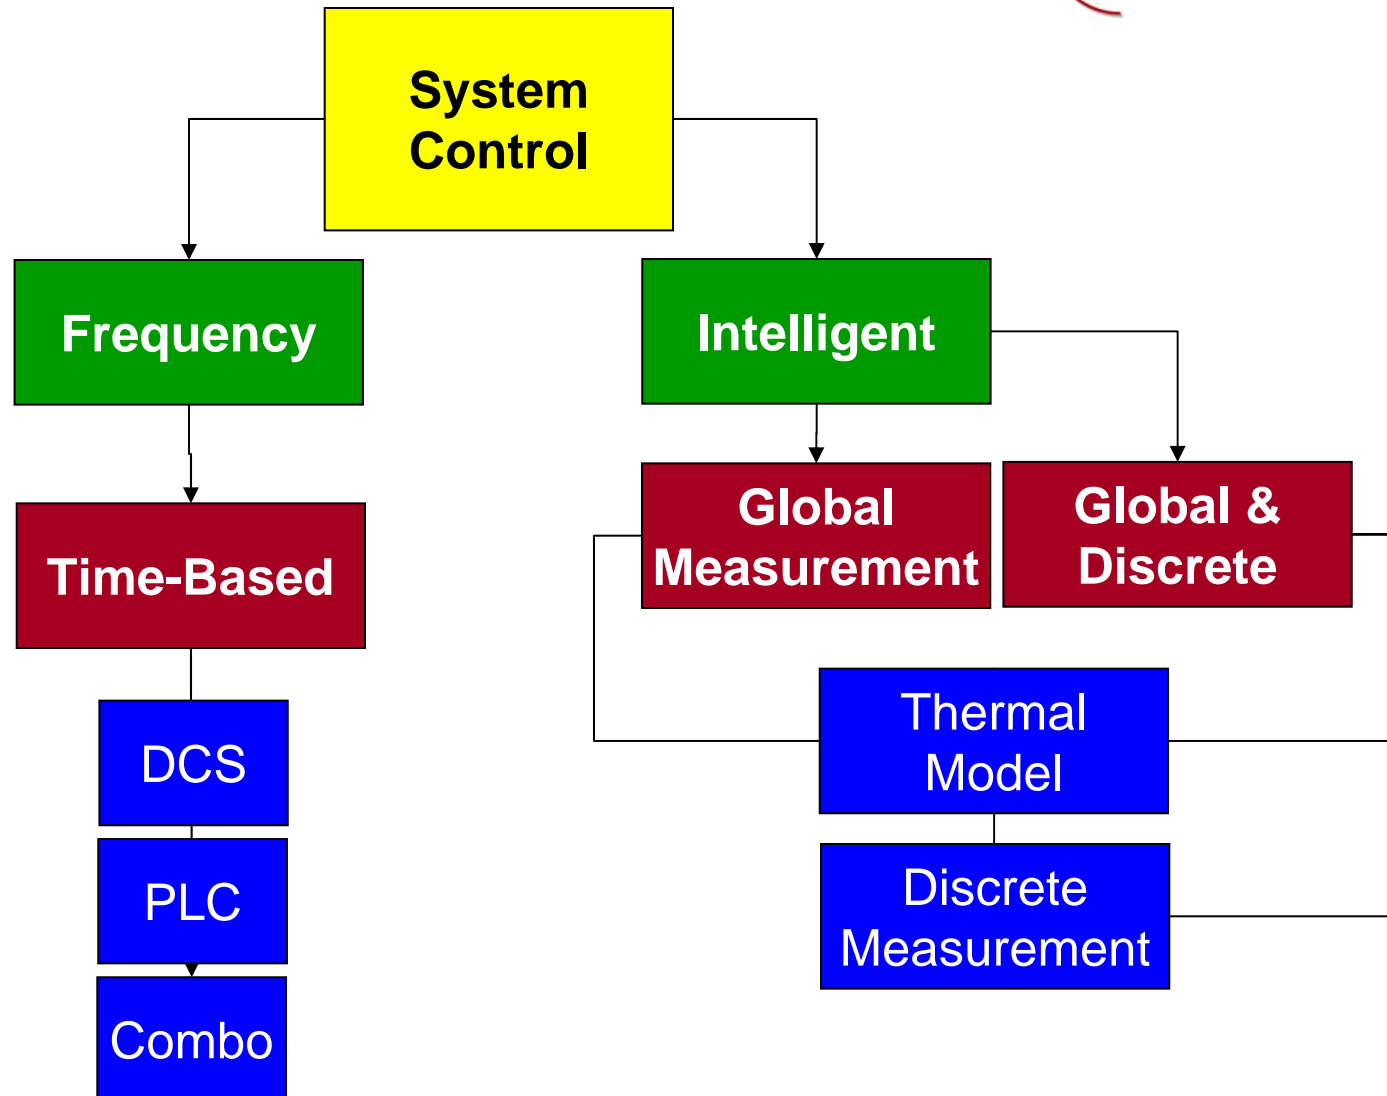 System
Control
Frequency
Intelligent
Time-Based
Global
Measurement
Global &
Discrete
DCS
PLC
Combo
Thermal
Model
Discrete
Measurement